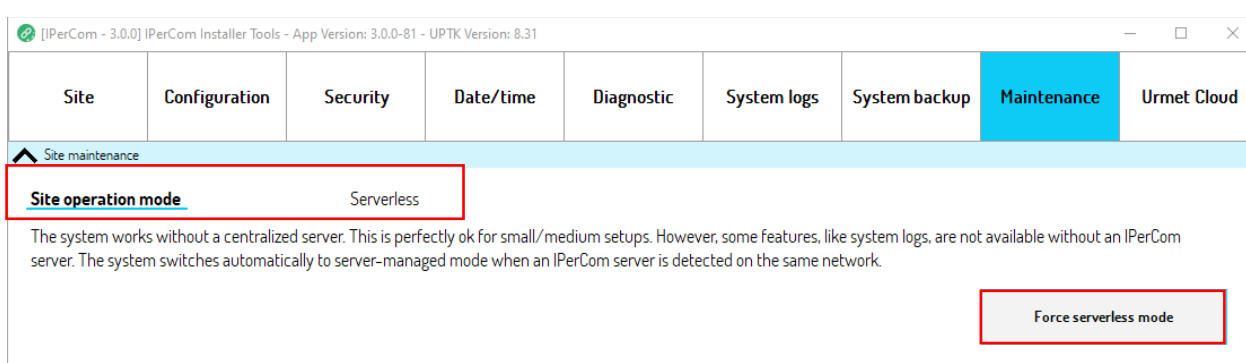 [IPerCom - 3.0.0] IPerCom Installer Tools - App Version: 3.0.0-81 - UPTK Version: 8.31
Site Configuration Security Date/time Diagnostic System logs System backup Maintenance Urmet Cloud
Site maintenance
Site operation mode Serverless
The system works without a centralized server. This is perfectly ok for small/medium setups. However, some features, like system logs, are not available without an IPerCom
server. The system switches automatically to server-managed mode when an IPerCom server is detected on the same network.
Force serverless mode